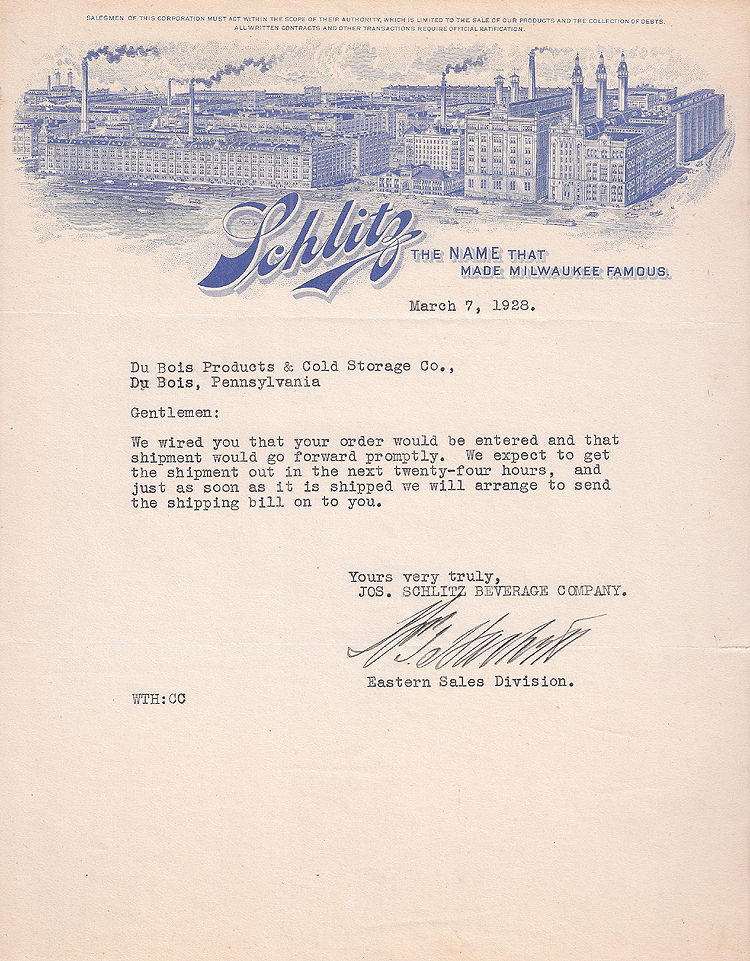 SALESMEN OF THIS CORPORATION MUST ACT WITHIN THE SCOPE OF THEIR AUTHORITY, WHICH IS LIMITED TO THE SALE OF OUR PRODUCTS AND THE COLLECTION OF DEBTS.
ALL WRITTEN CONTRACTS AND OTHER TRANSACTIONS REQUIRE OFFICIAL RATIFICATION.
Schlitz
THE NAME THAT
MADE MILWAUKEE FAMOUS.
March 7, 1928.
Du Bois Products & Cold Storage Co.,
Du Bois, Pennsylvania
Gentlemen:
We wired you that your order would be entered and that
shipment would go forward promptly. We expect to get
the shipment out in the next twenty-four hours, and
just as soon as it is shipped we will arrange to send
the shipping bill on to you.
Yours very truly,
JOS. SCHLITZ BEVERAGE COMPANY.
Eastern Sales Division.
WTH:CC